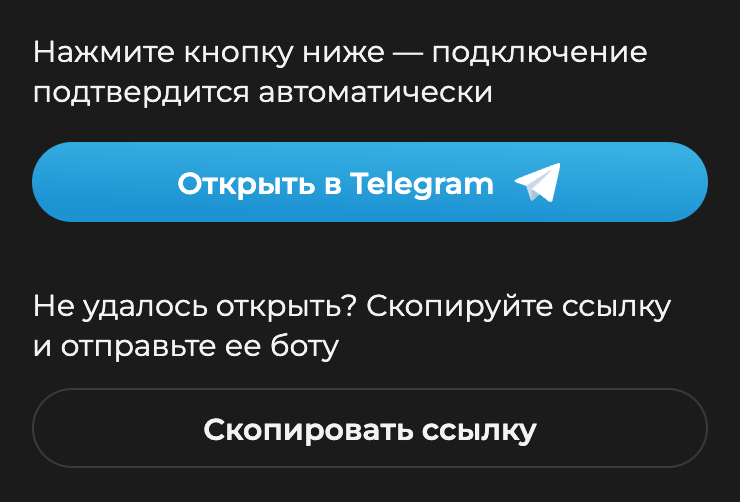 Нажмите кнопку ниже — подключение
подтвердится автоматически
Открыть в Telegram
Не удалось открыть? Скопируйте ссылку
и отправьте ее боту
Скопировать ссылку